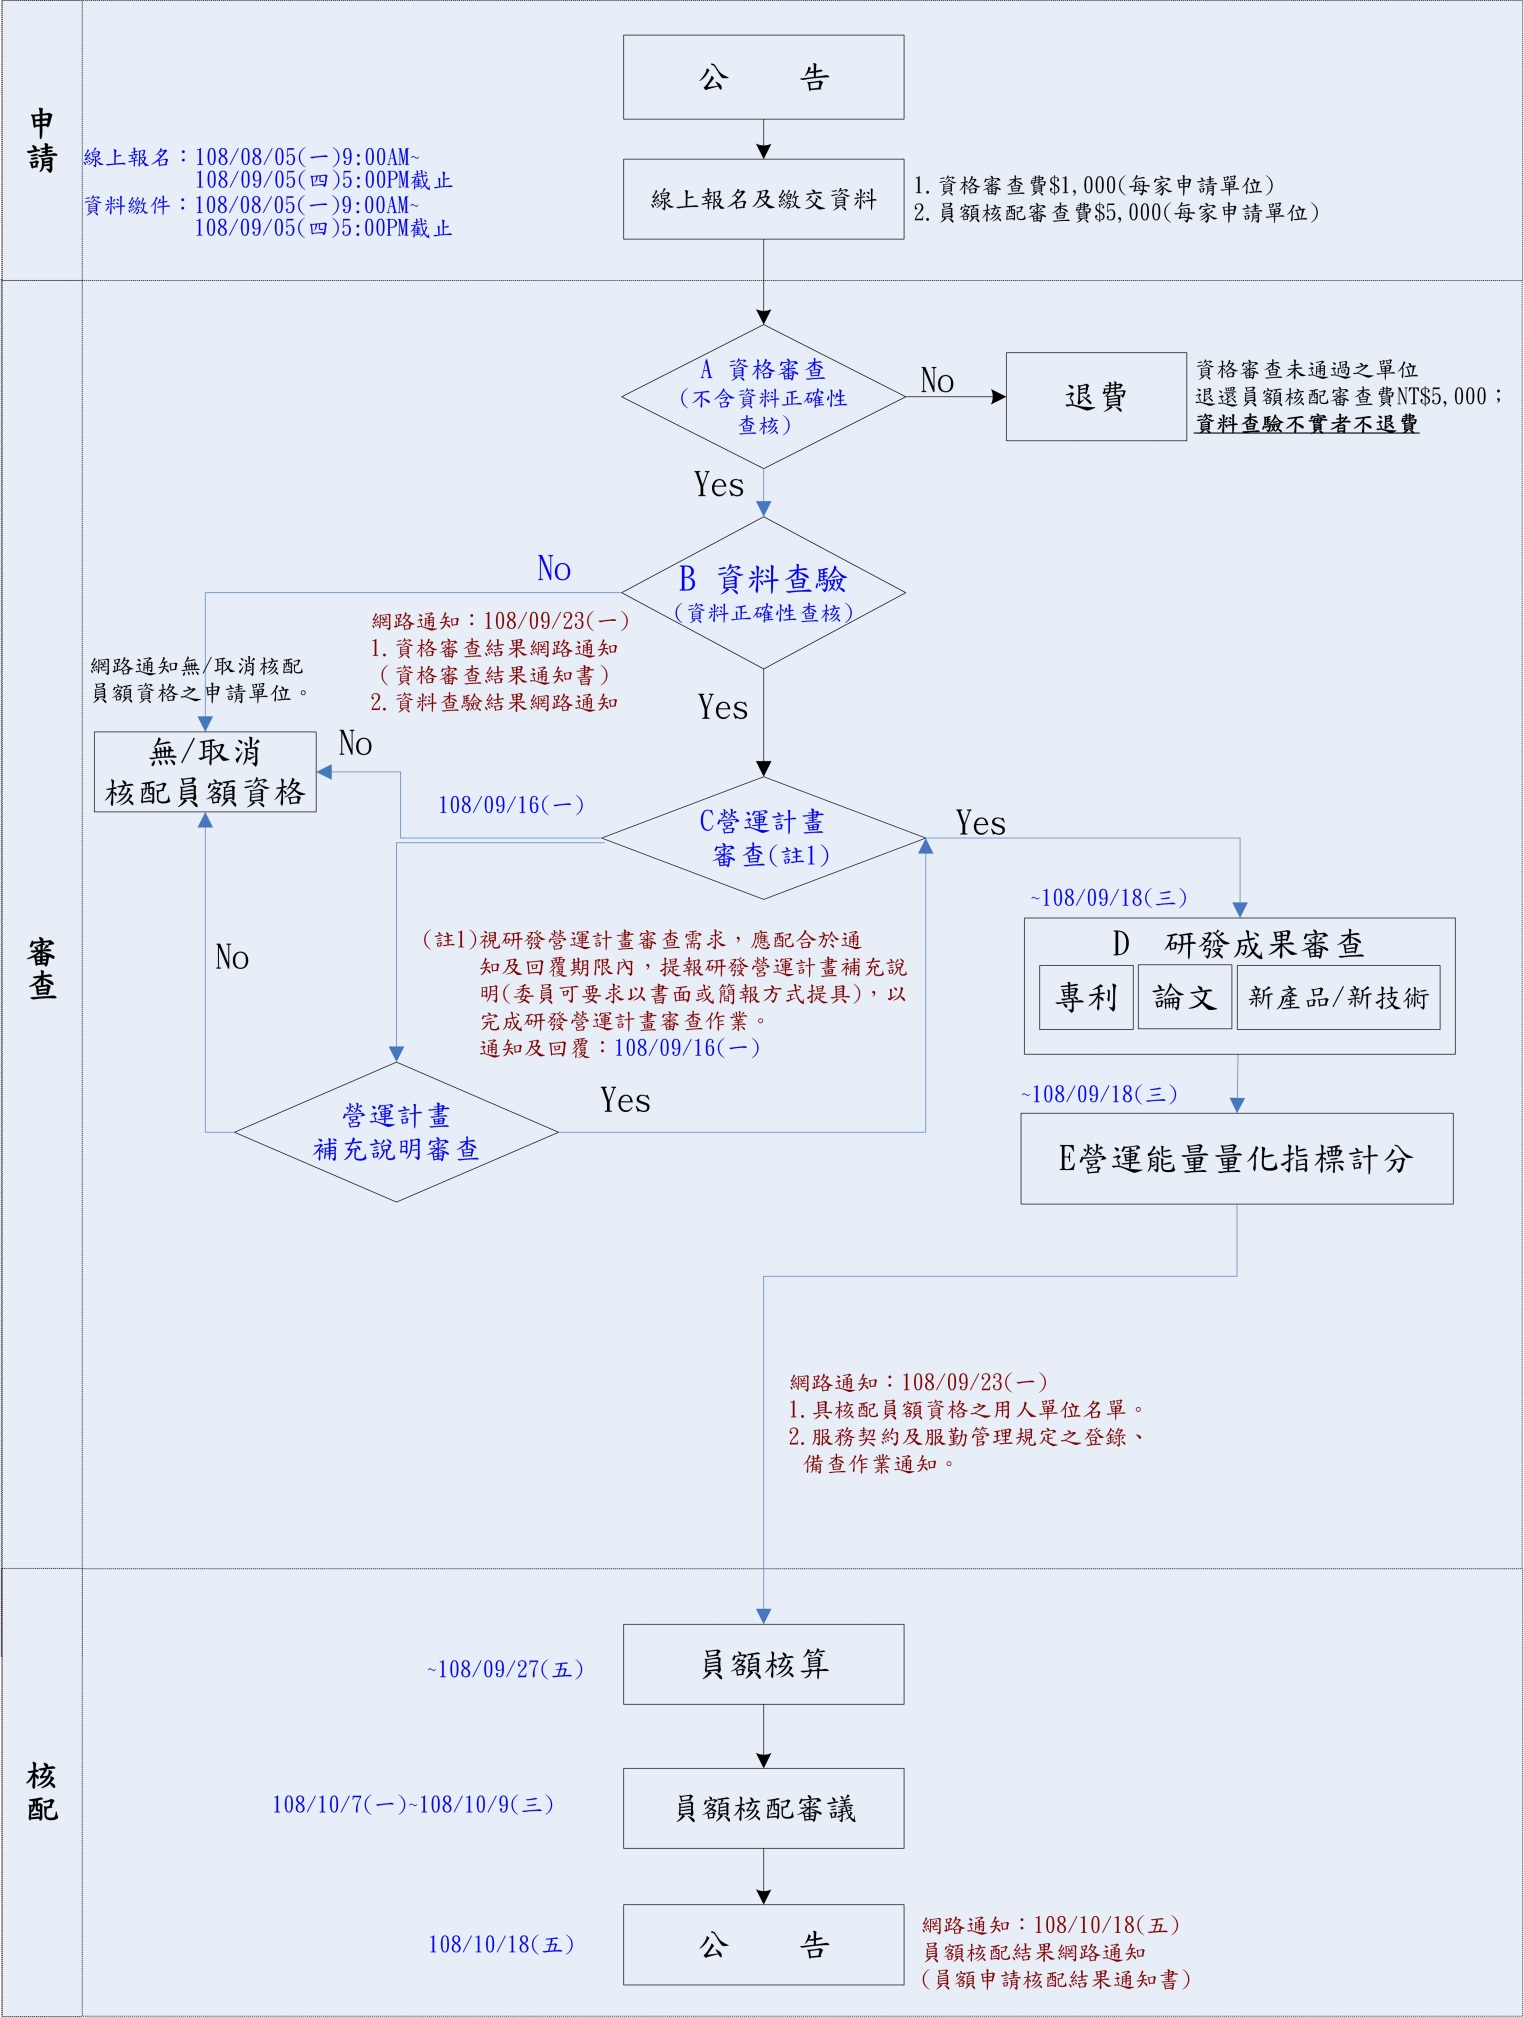 申
請
公 告
線上報名：108/08/05(一)9:00AM~
108/09/05(四)5:00PM截止
資料繳件：108/08/05(一)9:00AM~
108/09/05(四)5:00PM截止
線上報名及繳交資料
1.資格審查費$1,000(每家申請單位)
2.員額核配審查費$5,000(每家申請單位)
審
查
A 資格審查
(不含資料正確性
查核)
No
退費
資格審查未通過之單位
退還員額核配審查費NT$5,000；
資料查驗不實者不退費
Yes
B 資料查驗
(資料正確性查核)
No
網路通知：108/09/23(一)
1.資格審查結果網路通知
(資格審查結果通知書)
2.資料查驗結果網路通知
網路通知無/取消核配
員額資格之申請單位。
Yes
無/取消
核配員額資格
No
108/09/16(一)
C營運計畫
審查(註1)
Yes
~108/09/18(三)
D 研發成果審查
專利
論文
新產品/新技術
No
(註1)視研發營運計畫審查需求，應配合於通
知及回覆期限內，提報研發營運計畫補充說
明(委員可要求以書面或簡報方式提具)，以
完成研發營運計畫審查作業。
通知及回覆：108/09/16(一)
營運計畫
補充說明審查
Yes
~108/09/18(三)
E營運能量量化指標計分
網路通知：108/09/23(一)
1.具核配員額資格之用人單位名單。
2.服務契約及服勤管理規定之登錄、
備查作業通知。
核
配
~108/09/27(五)
員額核算
108/10/7(一)~108/10/9(三)
員額核配審議
108/10/18(五)
公 告
網路通知：108/10/18(五)
員額核配結果網路通知
(員額申請核配結果通知書)